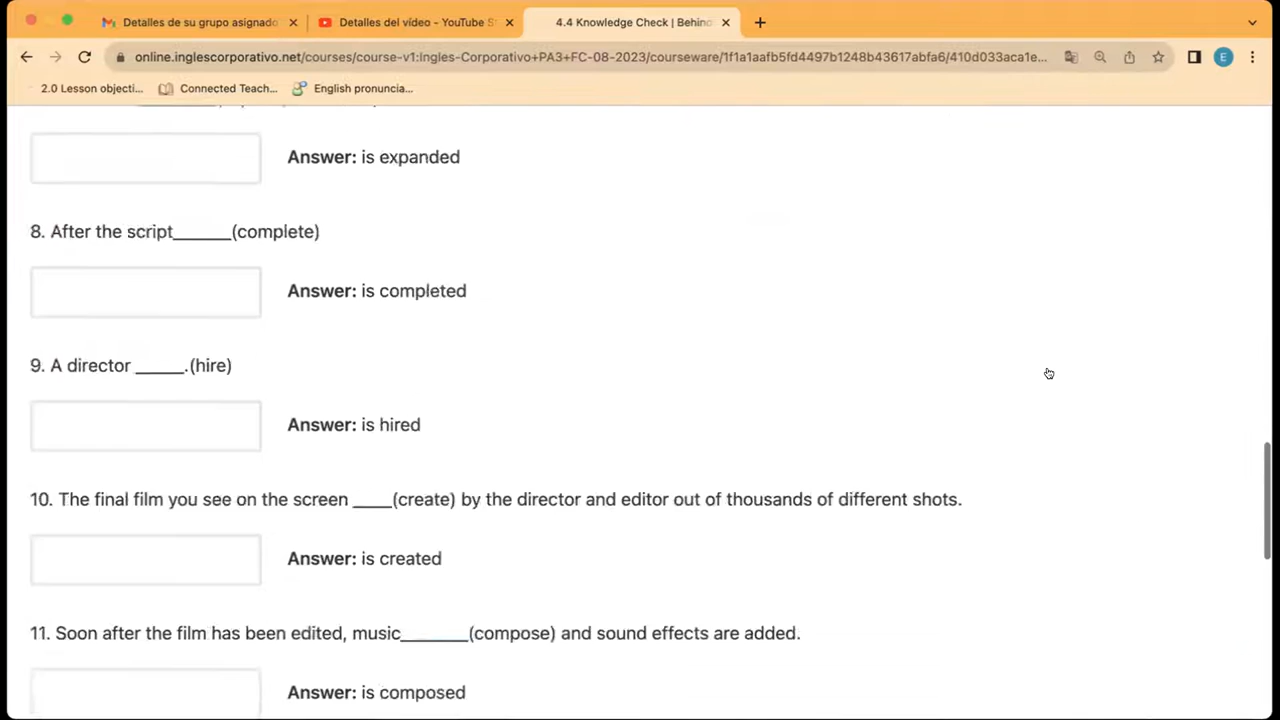 Detalles de su grupo asignado
Detalles del vídeo - YouTube S
4.4 Knowledge Check | Behind
online.inglescorporativo.net/courses/course-v1:Ingles-Corporativo+PA3+FC-08-2023/courseware/1f1a1aafb5fd4497b1248b43617abfa6/410d033aca1e...
E
2.0 Lesson objecti...
Connected Teach...
English pronuncia...
Answer: is expanded
8. After the script______(complete)
Answer: is completed
9. A director _____.(hire)
Answer: is hired
10. The final film you see on the screen ____(create) by the director and editor out of thousands of different shots.
Answer: is created
11. Soon after the film has been edited, music_______(compose) and sound effects are added.
Answer: is composed